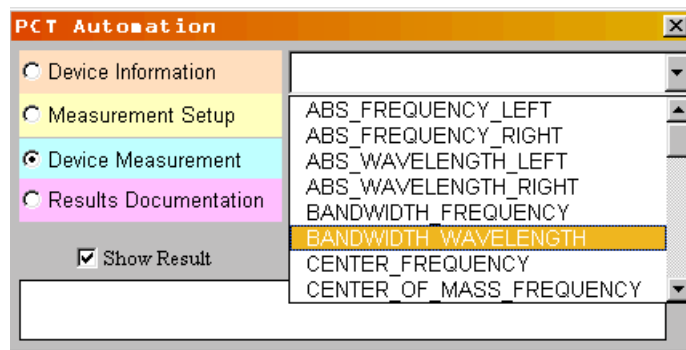 PCT Automation
Device Information
Measurement Setup
Device Measurement
Results Documentation
Show Result
ABS_FREQUENCY_LEFT
ABS_FREQUENCY_RIGHT
ABS_WAVELENGTH_LEFT
ABS_WAVELENGTH_RIGHT
BANDWIDTH_FREQUENCY
BANDWIDTH_WAVELENGTH
CENTER_FREQUENCY
CENTER_OF_MASS_FREQUENCY